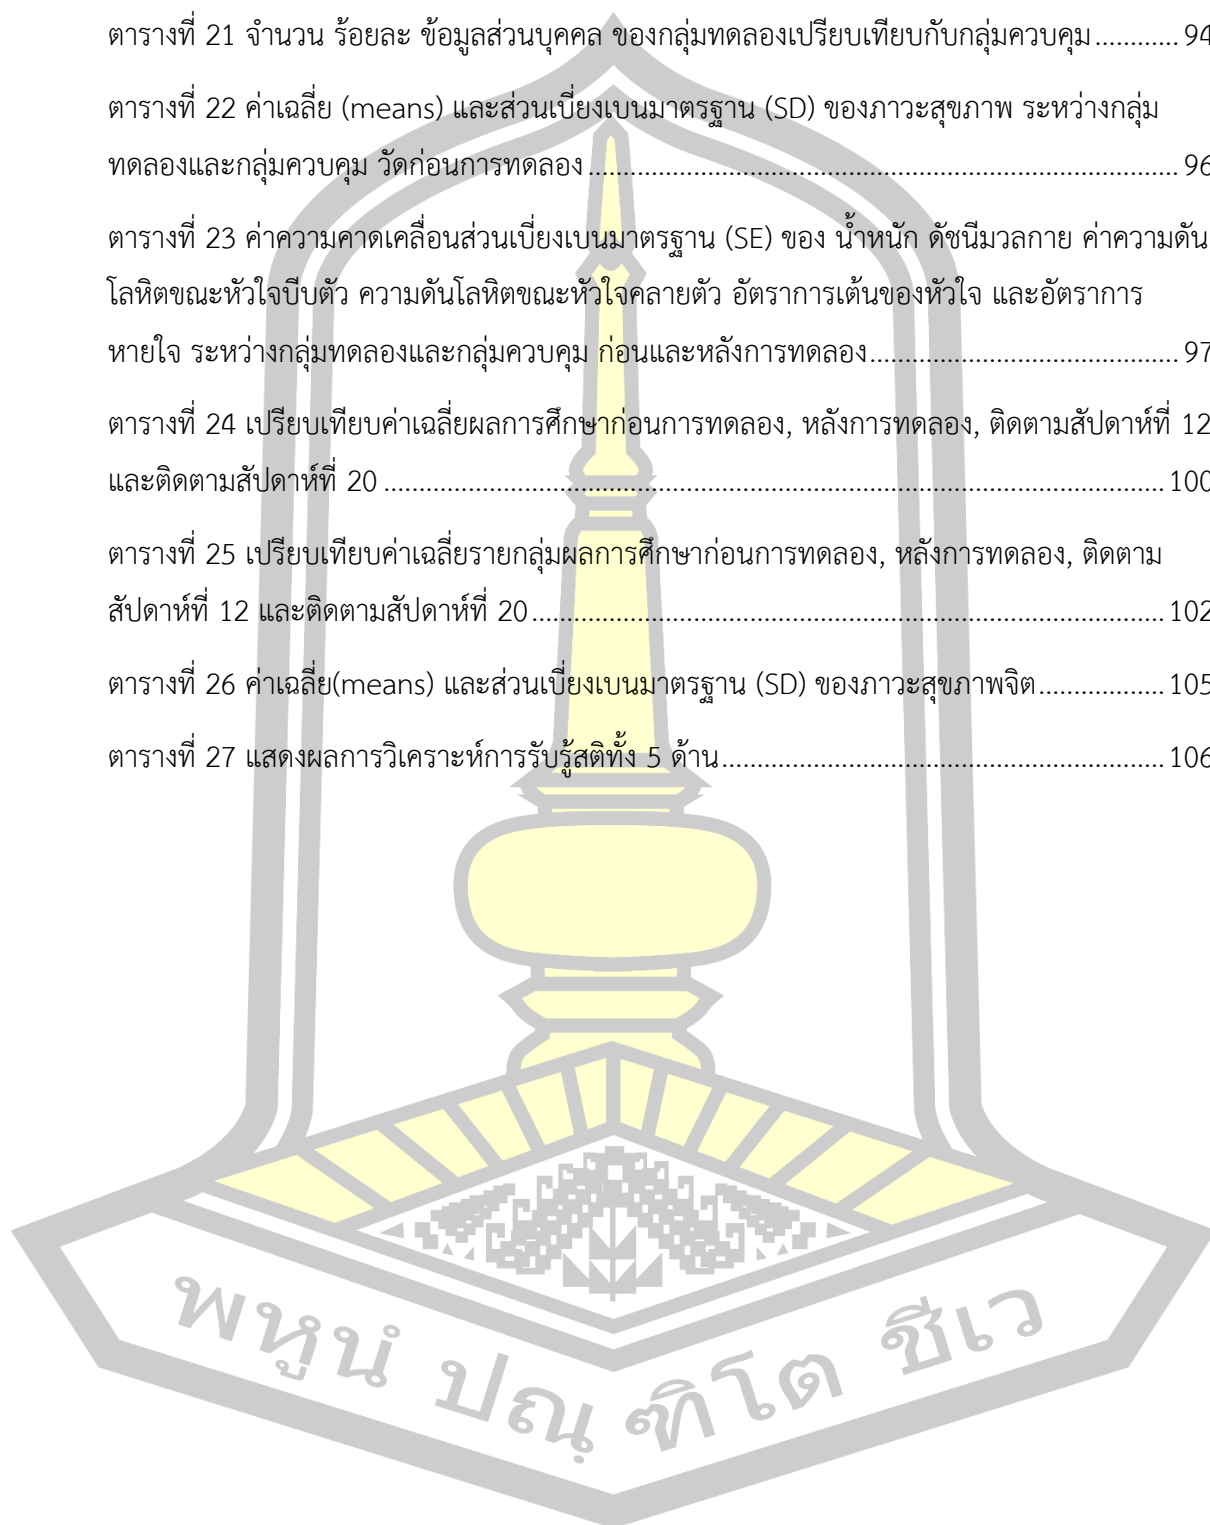 ตารางที่ 21 จำนวน ร้อยละ ข้อมูลส่วนบุคคล ของกลุ่มทดลองเปรียบเทียบกับกลุ่มควบคุม............94
ตารางที่ 22 ค่าเฉลี่ย (means) และส่วนเบี่ยงเบนมาตรฐาน (SD) ของภาวะสุขภาพ ระหว่างกลุ่ม
ทดลองและกลุ่มควบคุม วัดก่อนการทดลอง..........................................................................96
ตารางที่ 23 ค่าความคาดเคลื่อนส่วนเบี่ยงเบนมาตรฐาน (SE) ของ น้ำหนัก ดัชนีมวลกาย ค่าความดัน
โลหิตขณะหัวใจบีบตัว ความดันโลหิตขณะหัวใจคลายตัว อัตราการเต้นของหัวใจ และอัตราการ
หายใจ ระหว่างกลุ่มทดลองและกลุ่มควบคุม ก่อนและหลังการทดลอง.......................................97
ตารางที่ 24 เปรียบเทียบค่าเฉลี่ยผลการศึกษาก่อนการทดลอง, หลังการทดลอง, ติดตามสัปดาห์ที่ 12
และติดตามสัปดาห์ที่ 20..................................................................................................100
ตารางที่ 25 เปรียบเทียบค่าเฉลี่ยรายกลุ่มผลการศึกษาก่อนการทดลอง, หลังการทดลอง, ติดตาม
สัปดาห์ที่ 12 และติดตามสัปดาห์ที่ 20................................................................................102
ตารางที่ 26 ค่าเฉลี่ย(means) และส่วนเบี่ยงเบนมาตรฐาน (SD) ของภาวะสุขภาพจิต................105
ตารางที่ 27 แสดงผลการวิเคราะห์การรับรู้สติทั้ง 5 ด้าน........................................................106
พหูนํ ปณฺ ฑิโต ชีเว